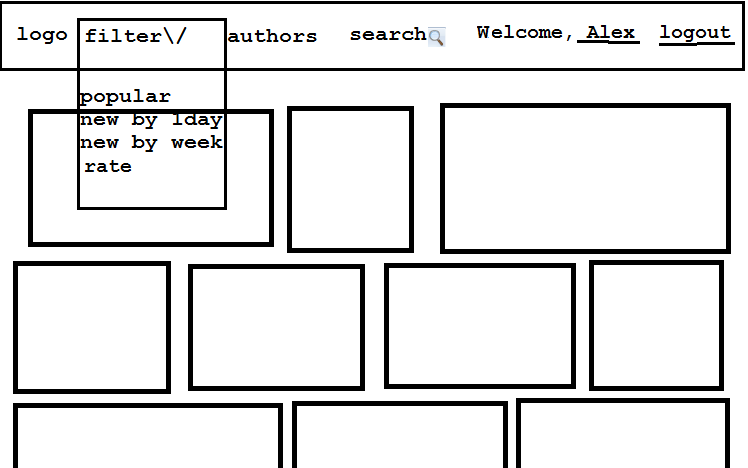 logo filter\/ authors search Welcome, Alex logout
popular
new by 1day
new by week
rate